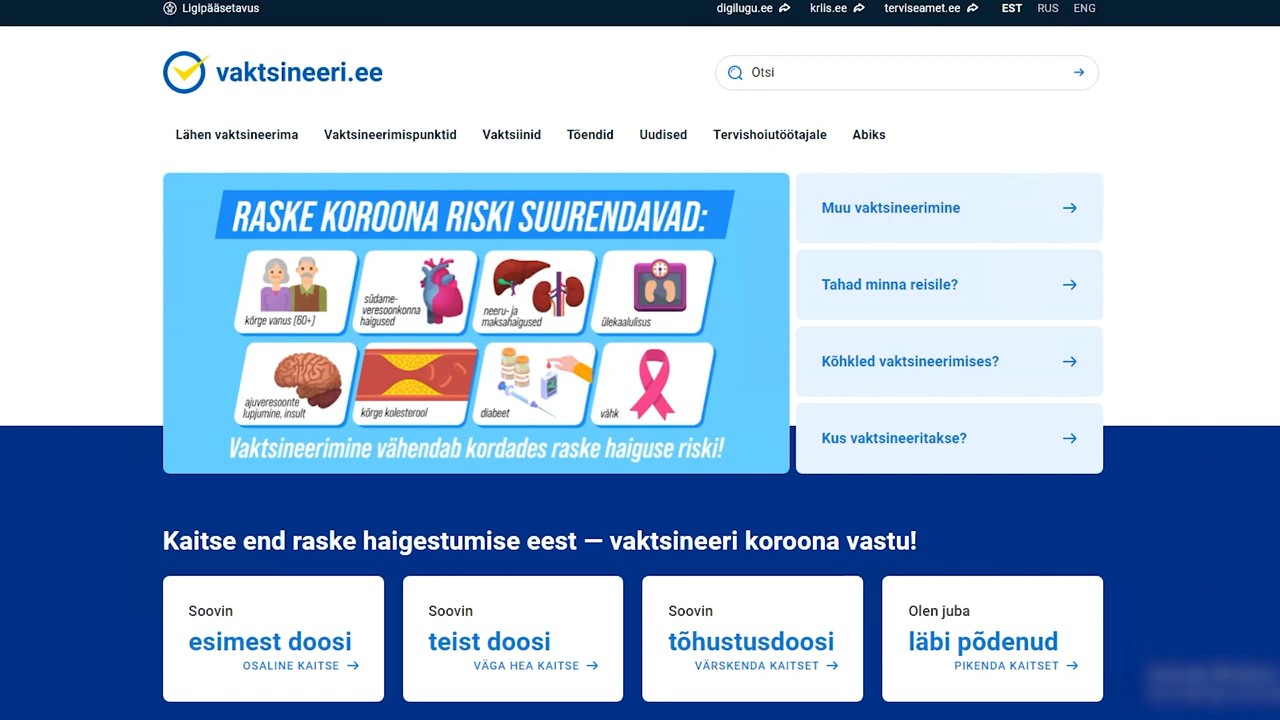 Ligipääsetavus
digilugu.ee kriis.ee terviseamet.ee EST RUS ENG
vaktsineeri.ee
Otsi
Lähen vaktsineerima Vaktsineerimispunktid Vaktsiinid Tõendid Uudised Tervishoiutöötajale Abiks
RASKE KOROONA RISKI SUURENDAVAD:
kõrge vanus (60+)
südame-
veresoonkonna
haigused
neeru- ja
maksahaigused
ülekaalulisus
ajuveresoonte
lupjumine, insult
kõrge kolesterool
diabeet
vähk
Vaktsineerimine vähendab kordades raske haiguse riski!
Muu vaktsineerimine
Tahad minna reisile?
Kõhkled vaktsineerimises?
Kus vaktsineeritakse?
Kaitse end raske haigestumise eest — vaktsineeri koroona vastu!
Soovin
esimest doosi
OSALINE KAITSE
Soovin
teist doosi
VÄGA HEA KAITSE
Soovin
tõhustusdoosi
VÄRSKENDA KAITSET
Olen juba
läbi põdenud
PIKENDA KAITSET